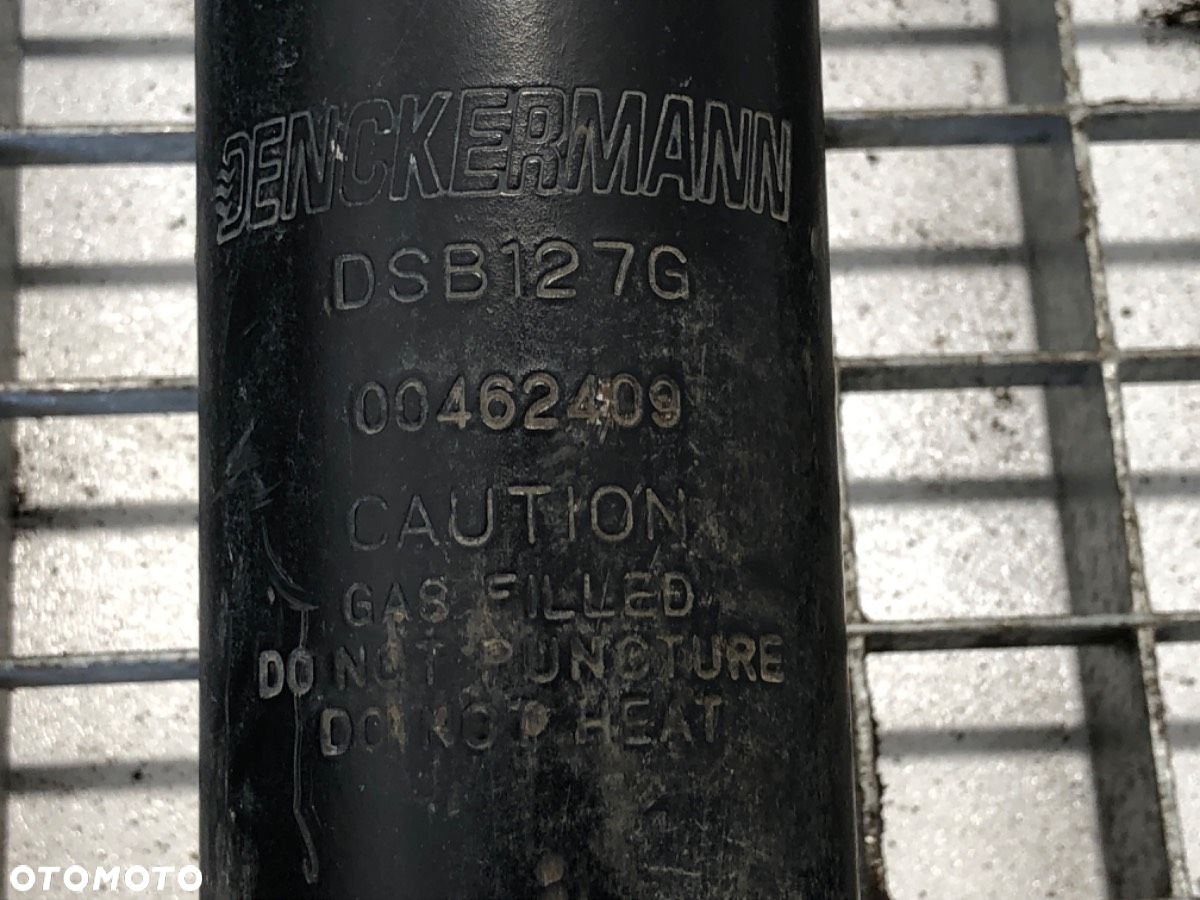 DENCKERMANN
DSB127G
00462409
CAUTION
GAS FILLED
DO NOT PUNCTURE
DO NOT HEAT
OTOMOTO